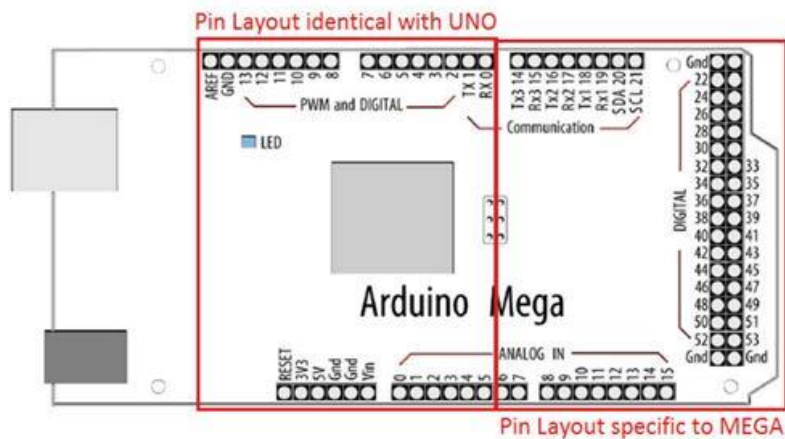 Pin Layout identical with UNO
AREF GND 13 12 11 10 9 8 7 6 5 4 3 2 TX 1 RX 0 Tx3 14 Rx3 15 Tx2 16 Rx2 17 Tx1 18 Rx1 19 SDA 20 SCL 21
PWM and DIGITAL
Communication
LED
Gnd
22
24
26
28
30
32 33
34 35
36 37
38 39
40 41
42 43
44 45
46 47
48 49
50 51
52 53
Gnd Gnd
DIGITAL
Arduino Mega
ANALOG IN
RESET 3V3 5V Gnd Gnd Vin 0 1 2 3 4 5 6 7 8 9 10 11 12 13 14 15
Pin Layout specific to MEGA